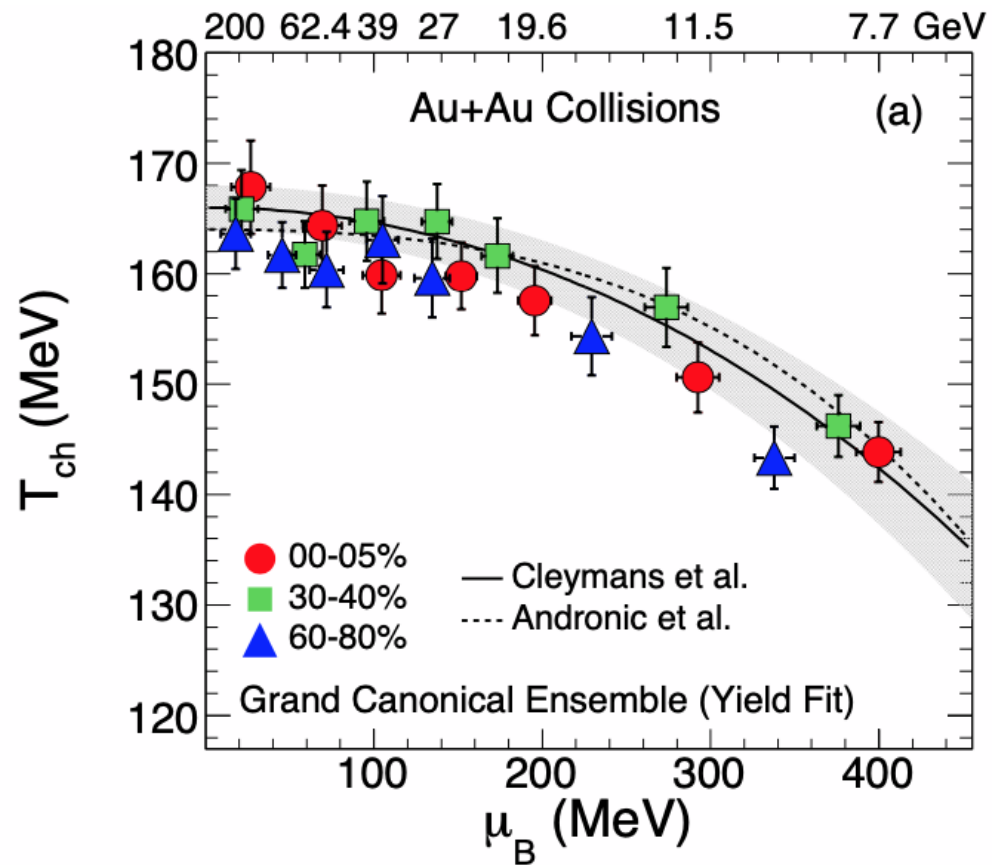 200 62.4 39 27 19.6 11.5 7.7 GeV
180
Au+Au Collisions (a)
170
160
150
140
130
120
T_ch (MeV)
00-05%
30-40%
60-80%
Cleymans et al.
Andronic et al.
Grand Canonical Ensemble (Yield Fit)
100 200 300 400
μ_B (MeV)